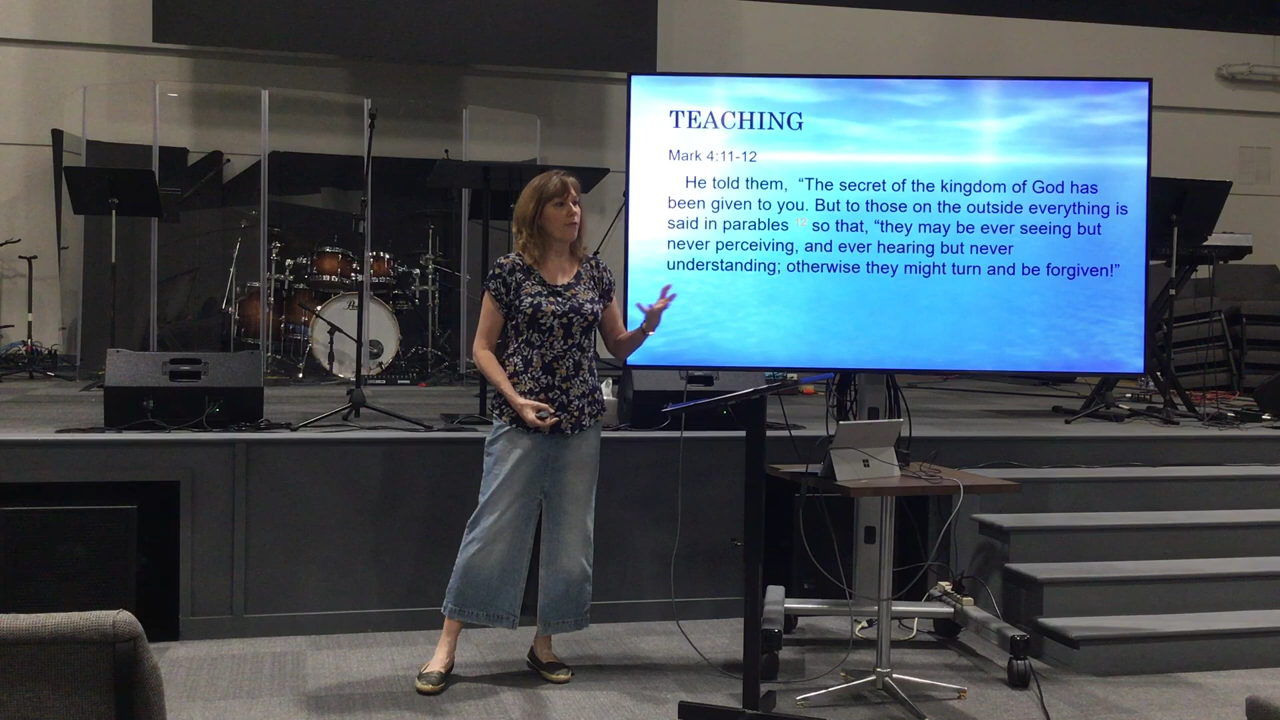 TEACHING
Mark 4:11-12
He told them, “The secret of the kingdom of God has
been given to you. But to those on the outside everything is
said in parables 12 so that, “they may be ever seeing but
never perceiving, and ever hearing but never
understanding; otherwise they might turn and be forgiven!”